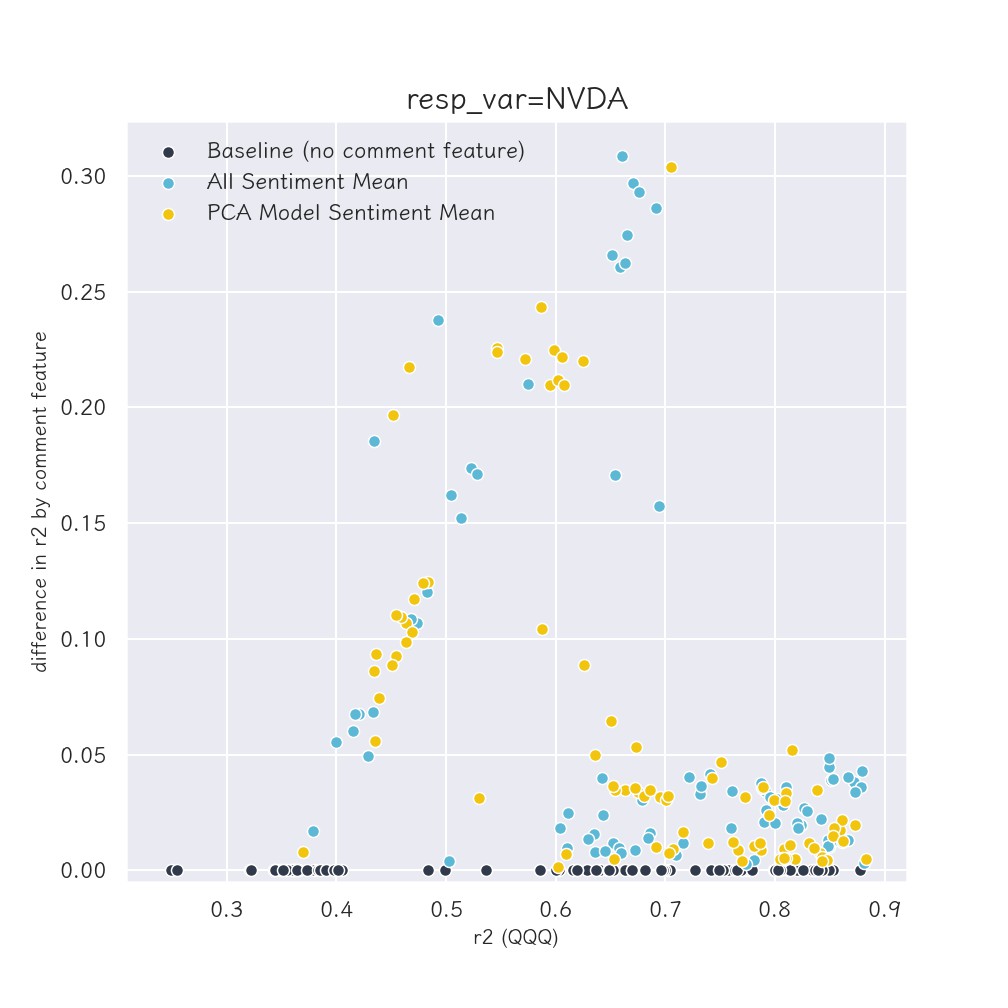 resp_var=NVDA
Baseline (no comment feature)
All Sentiment Mean
PCA Model Sentiment Mean
difference in r2 by comment feature
0.30
0.25
0.20
0.15
0.10
0.05
0.00
0.3 0.4 0.5 0.6 0.7 0.8 0.9
r2 (QQQ)